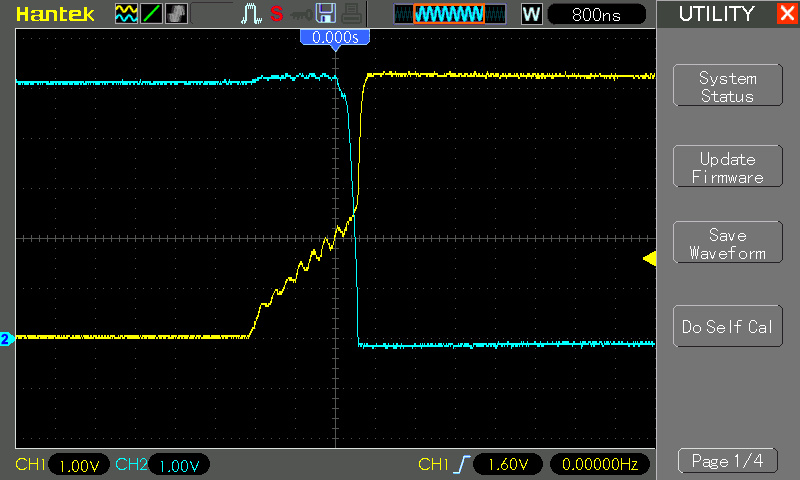 Hantek
S
W
800ns
UTILITY
0.000s
System
Status
Update
Firmware
Save
Waveform
2
Do Self Cal
CH1 1.00V CH2 1.00V CH1 1.60V 0.00000Hz
Page 1/4